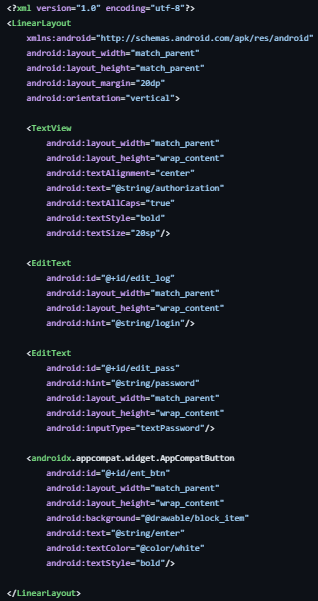 <?xml version="1.0" encoding="utf-8"?>
<LinearLayout
    xmlns:android="http://schemas.android.com/apk/res/android"
    android:layout_width="match_parent"
    android:layout_height="match_parent"
    android:layout_margin="20dp"
    android:orientation="vertical">

    <TextView
        android:layout_width="match_parent"
        android:layout_height="wrap_content"
        android:textAlignment="center"
        android:text="@string/authorization"
        android:textAllCaps="true"
        android:textStyle="bold"
        android:textSize="20sp"/>

    <EditText
        android:id="@+id/edit_log"
        android:layout_width="match_parent"
        android:layout_height="wrap_content"
        android:hint="@string/login"/>

    <EditText
        android:id="@+id/edit_pass"
        android:hint="@string/password"
        android:layout_width="match_parent"
        android:layout_height="wrap_content"
        android:inputType="textPassword"/>

    <androidx.appcompat.widget.AppCompatButton
        android:id="@+id/ent_btn"
        android:layout_width="match_parent"
        android:layout_height="wrap_content"
        android:background="@drawable/block_item"
        android:text="@string/enter"
        android:textColor="@color/white"
        android:textStyle="bold"/>

</LinearLayout>